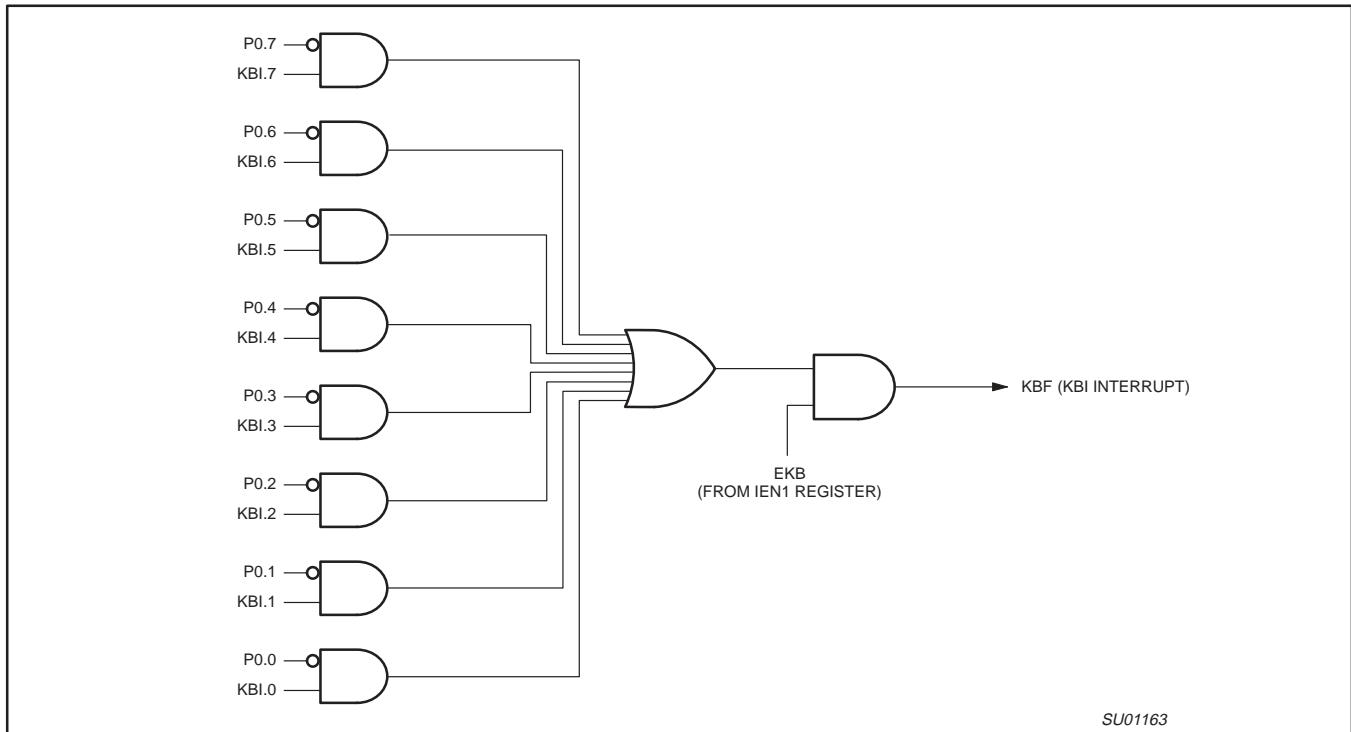 P0.7
KBI.7
P0.6
KBI.6
P0.5
KBI.5
P0.4
KBI.4
P0.3
KBI.3
P0.2
KBI.2
P0.1
KBI.1
P0.0
KBI.0
KBF (KBI INTERRUPT)
EKB
(FROM IEN1 REGISTER)
SU01163